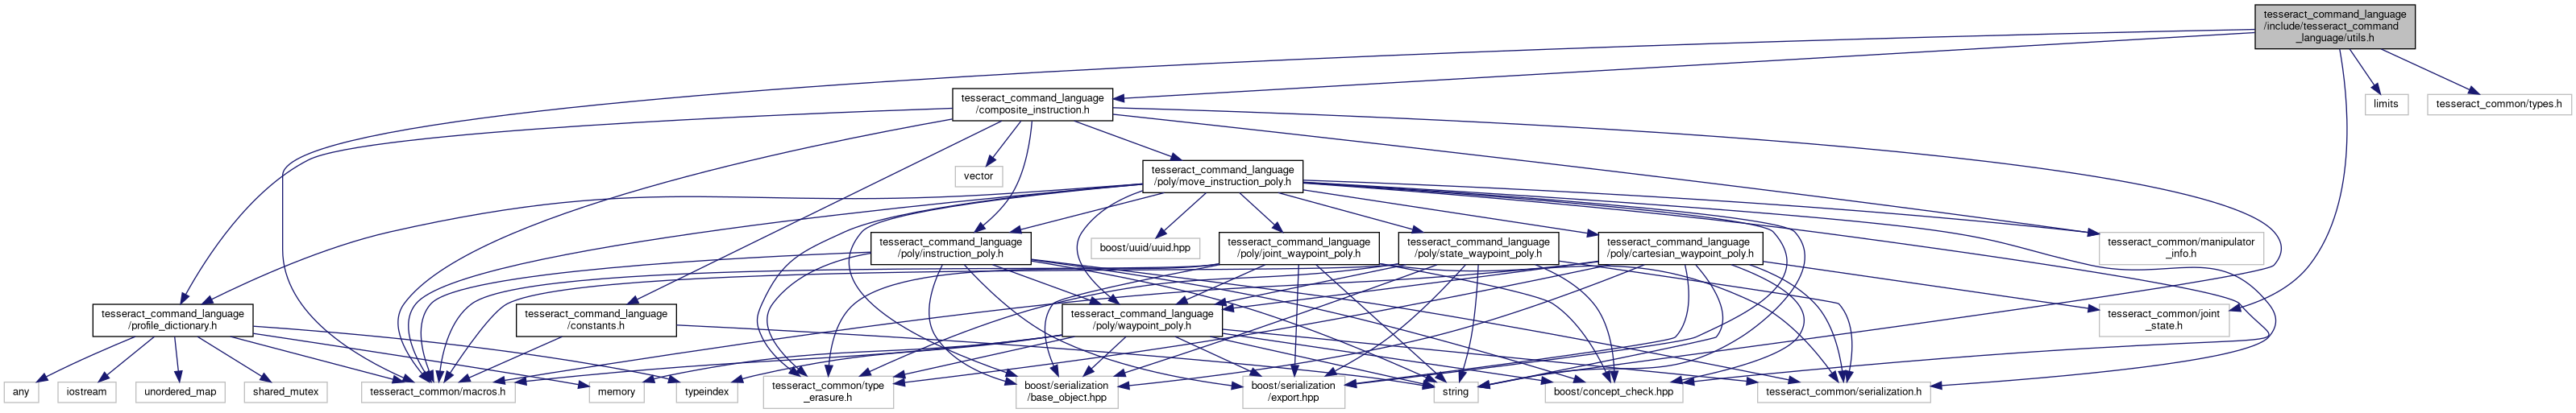 tesseract_command_language
/include/tesseract_command
_language/utils.h
tesseract_command_language
/composite_instruction.h
limits
tesseract_common/types.h
vector
tesseract_command_language
/poly/move_instruction_poly.h
tesseract_command_language
/poly/instruction_poly.h
boost/uuid/uuid.hpp
tesseract_command_language
/poly/joint_waypoint_poly.h
tesseract_command_language
/poly/state_waypoint_poly.h
tesseract_command_language
/poly/cartesian_waypoint_poly.h
tesseract_common/manipulator
_info.h
tesseract_command_language
/profile_dictionary.h
tesseract_command_language
/constants.h
tesseract_command_language
/poly/waypoint_poly.h
tesseract_common/joint
_state.h
any
iostream
unordered_map
shared_mutex
tesseract_common/macros.h
memory
typeindex
tesseract_common/type
_erasure.h
boost/serialization
/base_object.hpp
boost/serialization
/export.hpp
string
boost/concept_check.hpp
tesseract_common/serialization.h